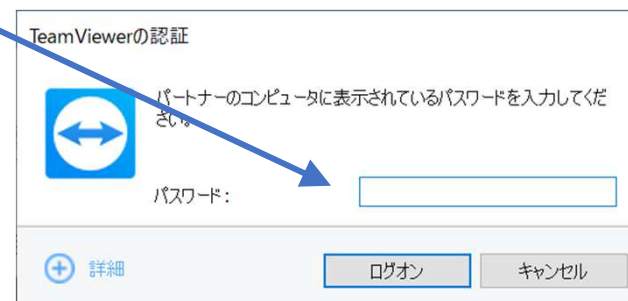 TeamViewerの認証
パートナーのコンピュータに表示されているパスワードを入力してくだ
さい。
パスワード：
詳細
ログオン
キャンセル